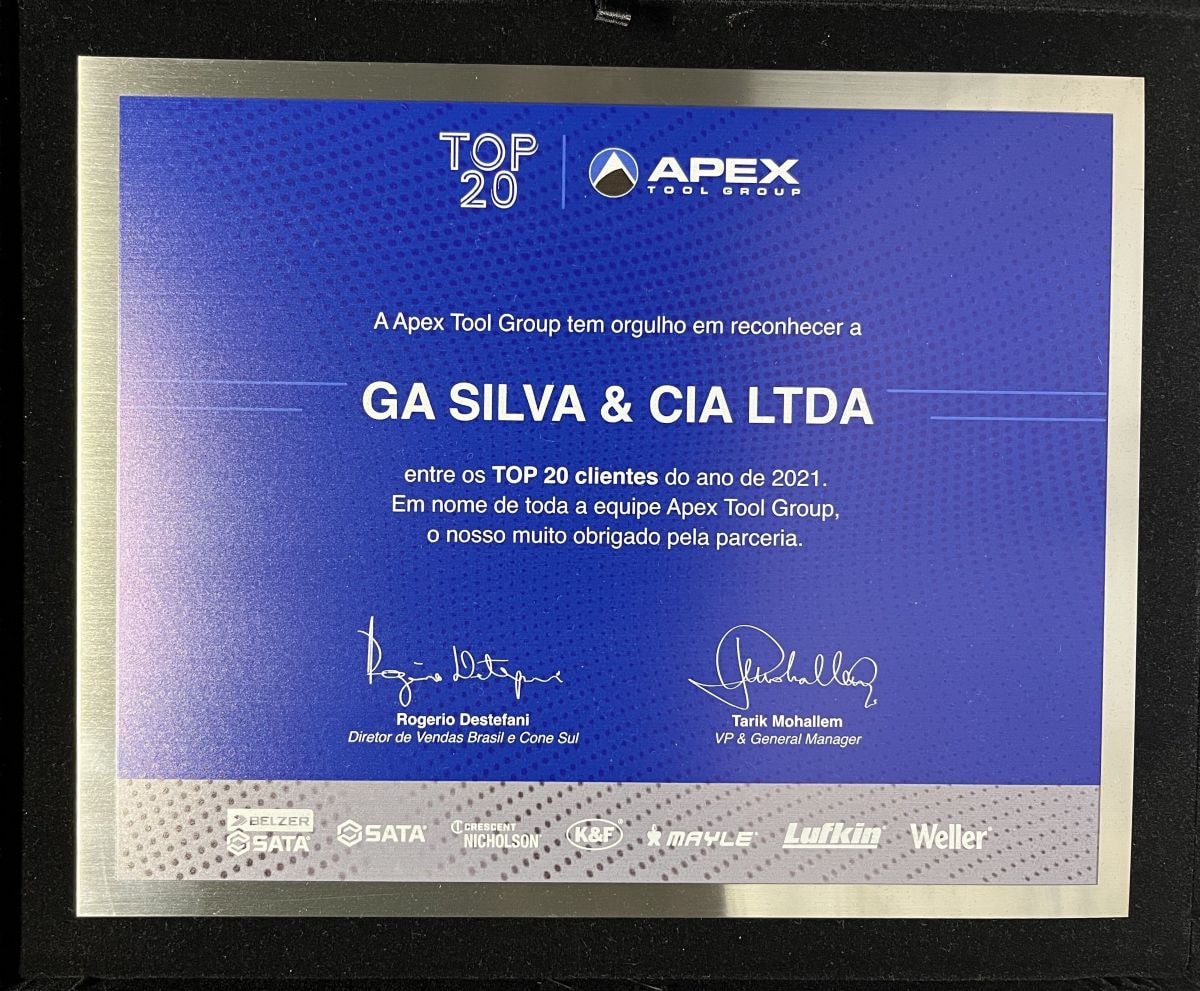 TOP
20
APEX
TOOL GROUP
A Apex Tool Group tem orgulho em reconhecer a
GA SILVA & CIA LTDA
entre os TOP 20 clientes do ano de 2021.
Em nome de toda a equipe Apex Tool Group,
o nosso muito obrigado pela parceria.
Rogerio Destefani
Diretor de Vendas Brasil e Cone Sul
Tarik Mohallem
VP & General Manager
BELZER
SATA
SATA
CRESCENT
NICHOLSON
K&F
MAYLE
Lufkin
Weller